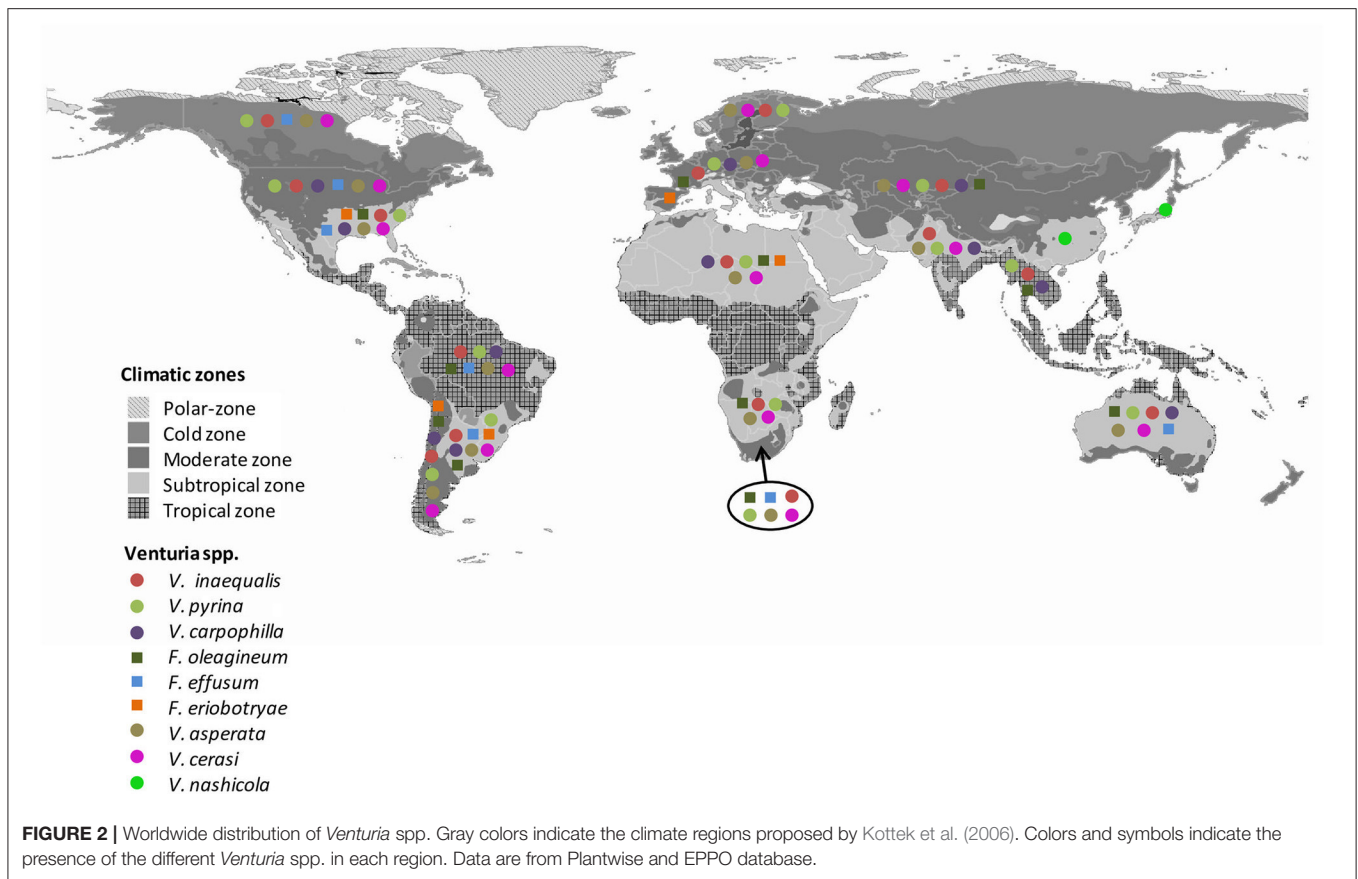 Climatic zones
Polar-zone
Cold zone
Moderate zone
Subtropical zone
Tropical zone
Venturia spp.
V. inaequalis
V. pyrina
V. carpophilla
F. oleagineum
F. effusum
F. eriobotryae
V. asperata
V. cerasi
V. nashicola
FIGURE 2 | Worldwide distribution of Venturia spp. Gray colors indicate the climate regions proposed by Kottek et al. (2006). Colors and symbols indicate the
presence of the different Venturia spp. in each region. Data are from Plantwise and EPPO database.